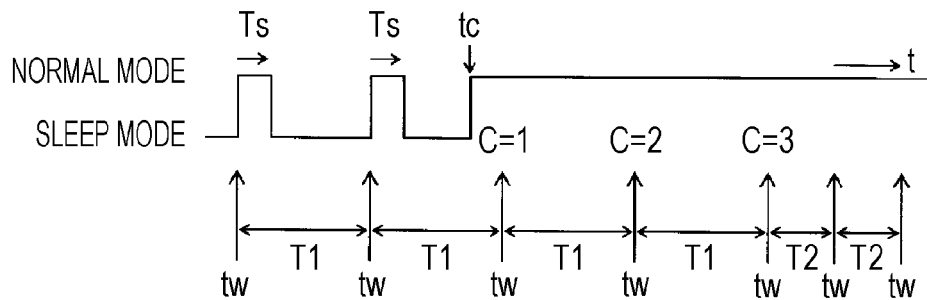 Ts Ts tc
NORMAL MODE t
SLEEP MODE C=1 C=2 C=3
T1 T1 T1 T1 T2 T2
tw tw tw tw tw tw tw